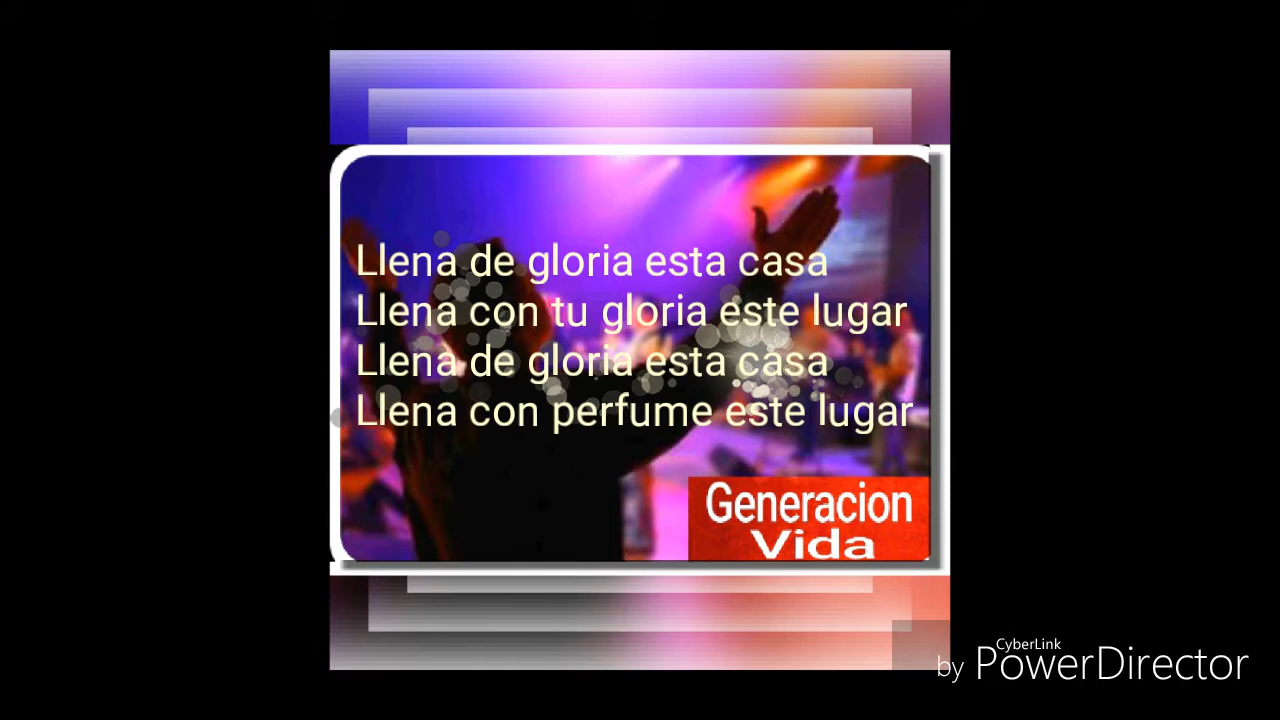 Llena de gloria esta casa
Llena con tu gloria este lugar
Llena de gloria esta casa
Llena con perfume este lugar
Generacion
Vida
CyberLink
by PowerDirector